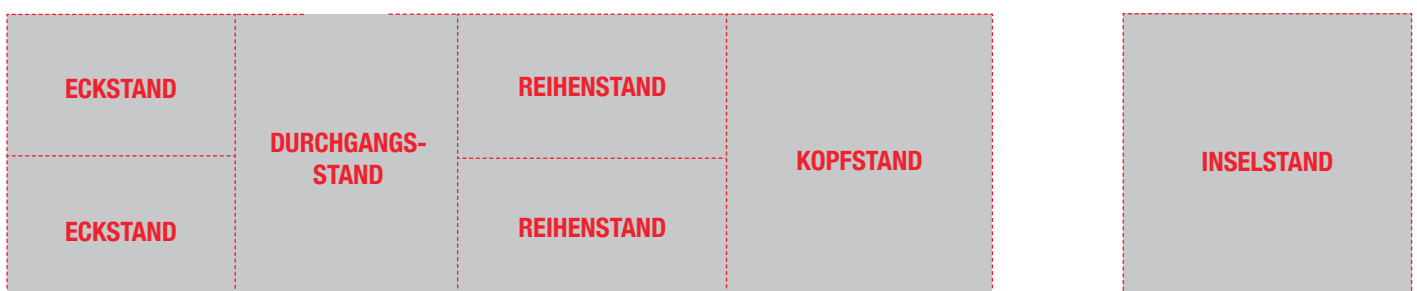 ECKSTAND
ECKSTAND
DURCHGANGS-
STAND
REIHENSTAND
REIHENSTAND
KOPFSTAND
INSELSTAND